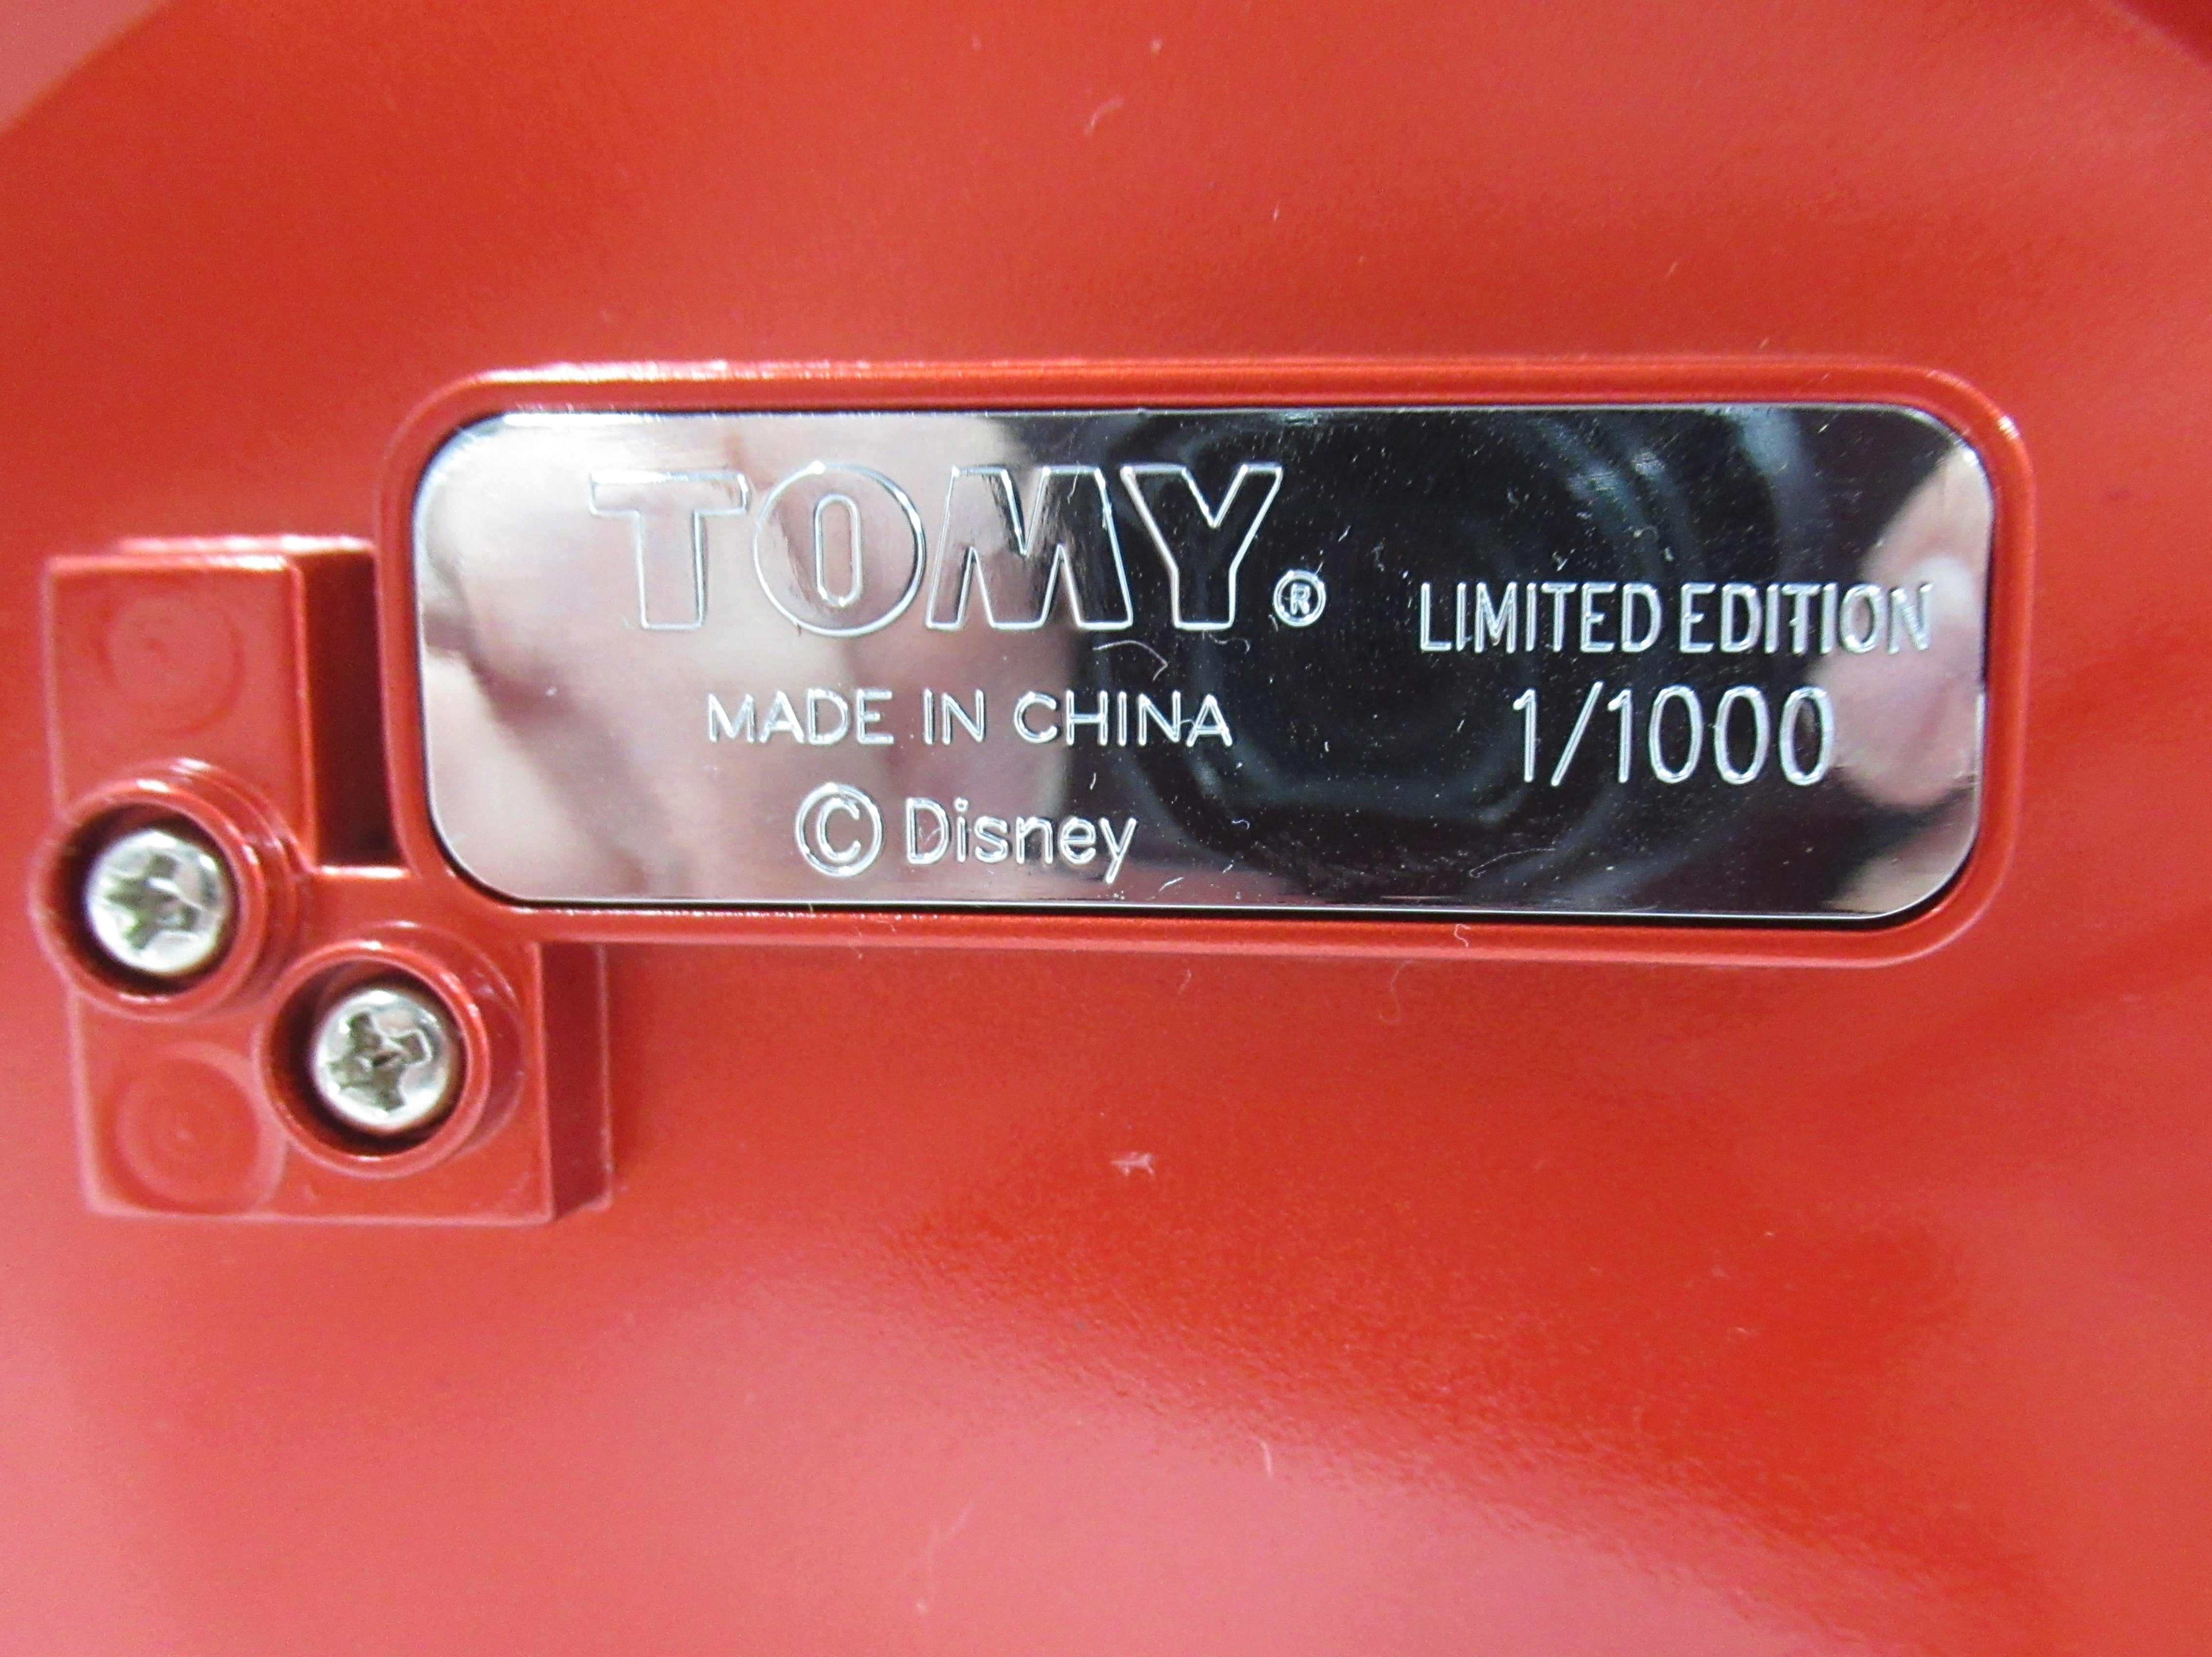 TOMY®
MADE IN CHINA
© Disney
LIMITED EDITION
1/1000